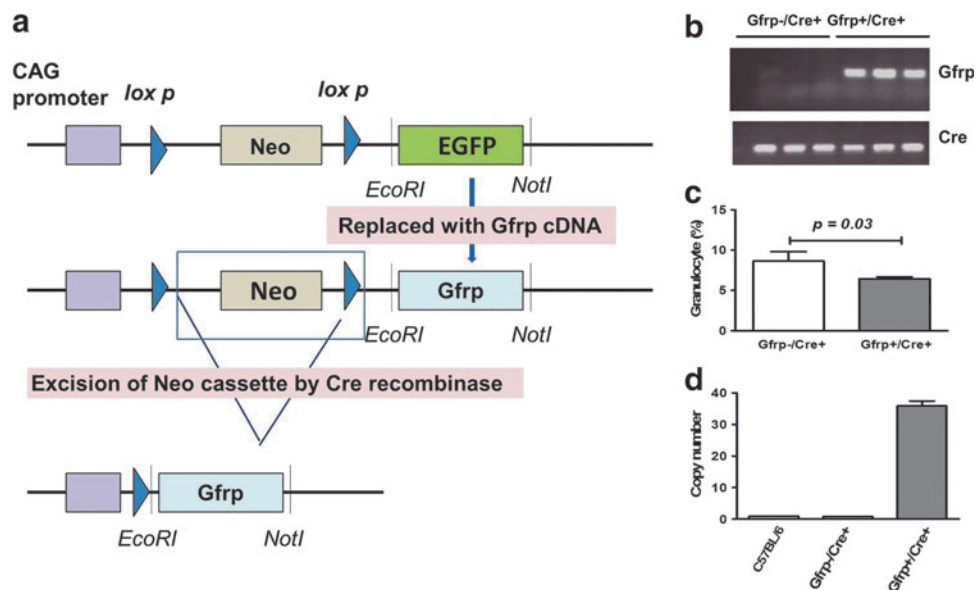 a
CAG
promoter
lox p
lox p
Neo
EGFP
EcoRI
NotI
Replaced with Gfrp cDNA
Neo
Gfrp
EcoRI
NotI
Excision of Neo cassette by Cre recombinase
Gfrp
EcoRI
NotI
b
Gfrp-/Cre+
Gfrp+/Cre+
Gfrp
Cre
c
15
p = 0.03
10
5
0
Granulocyte (%)
Gfrp-/Cre+
Gfrp+/Cre+
d
40
30
20
10
0
Copy number
C57BL/6
Gfrp-/Cre+
Gfrp+/Cre+